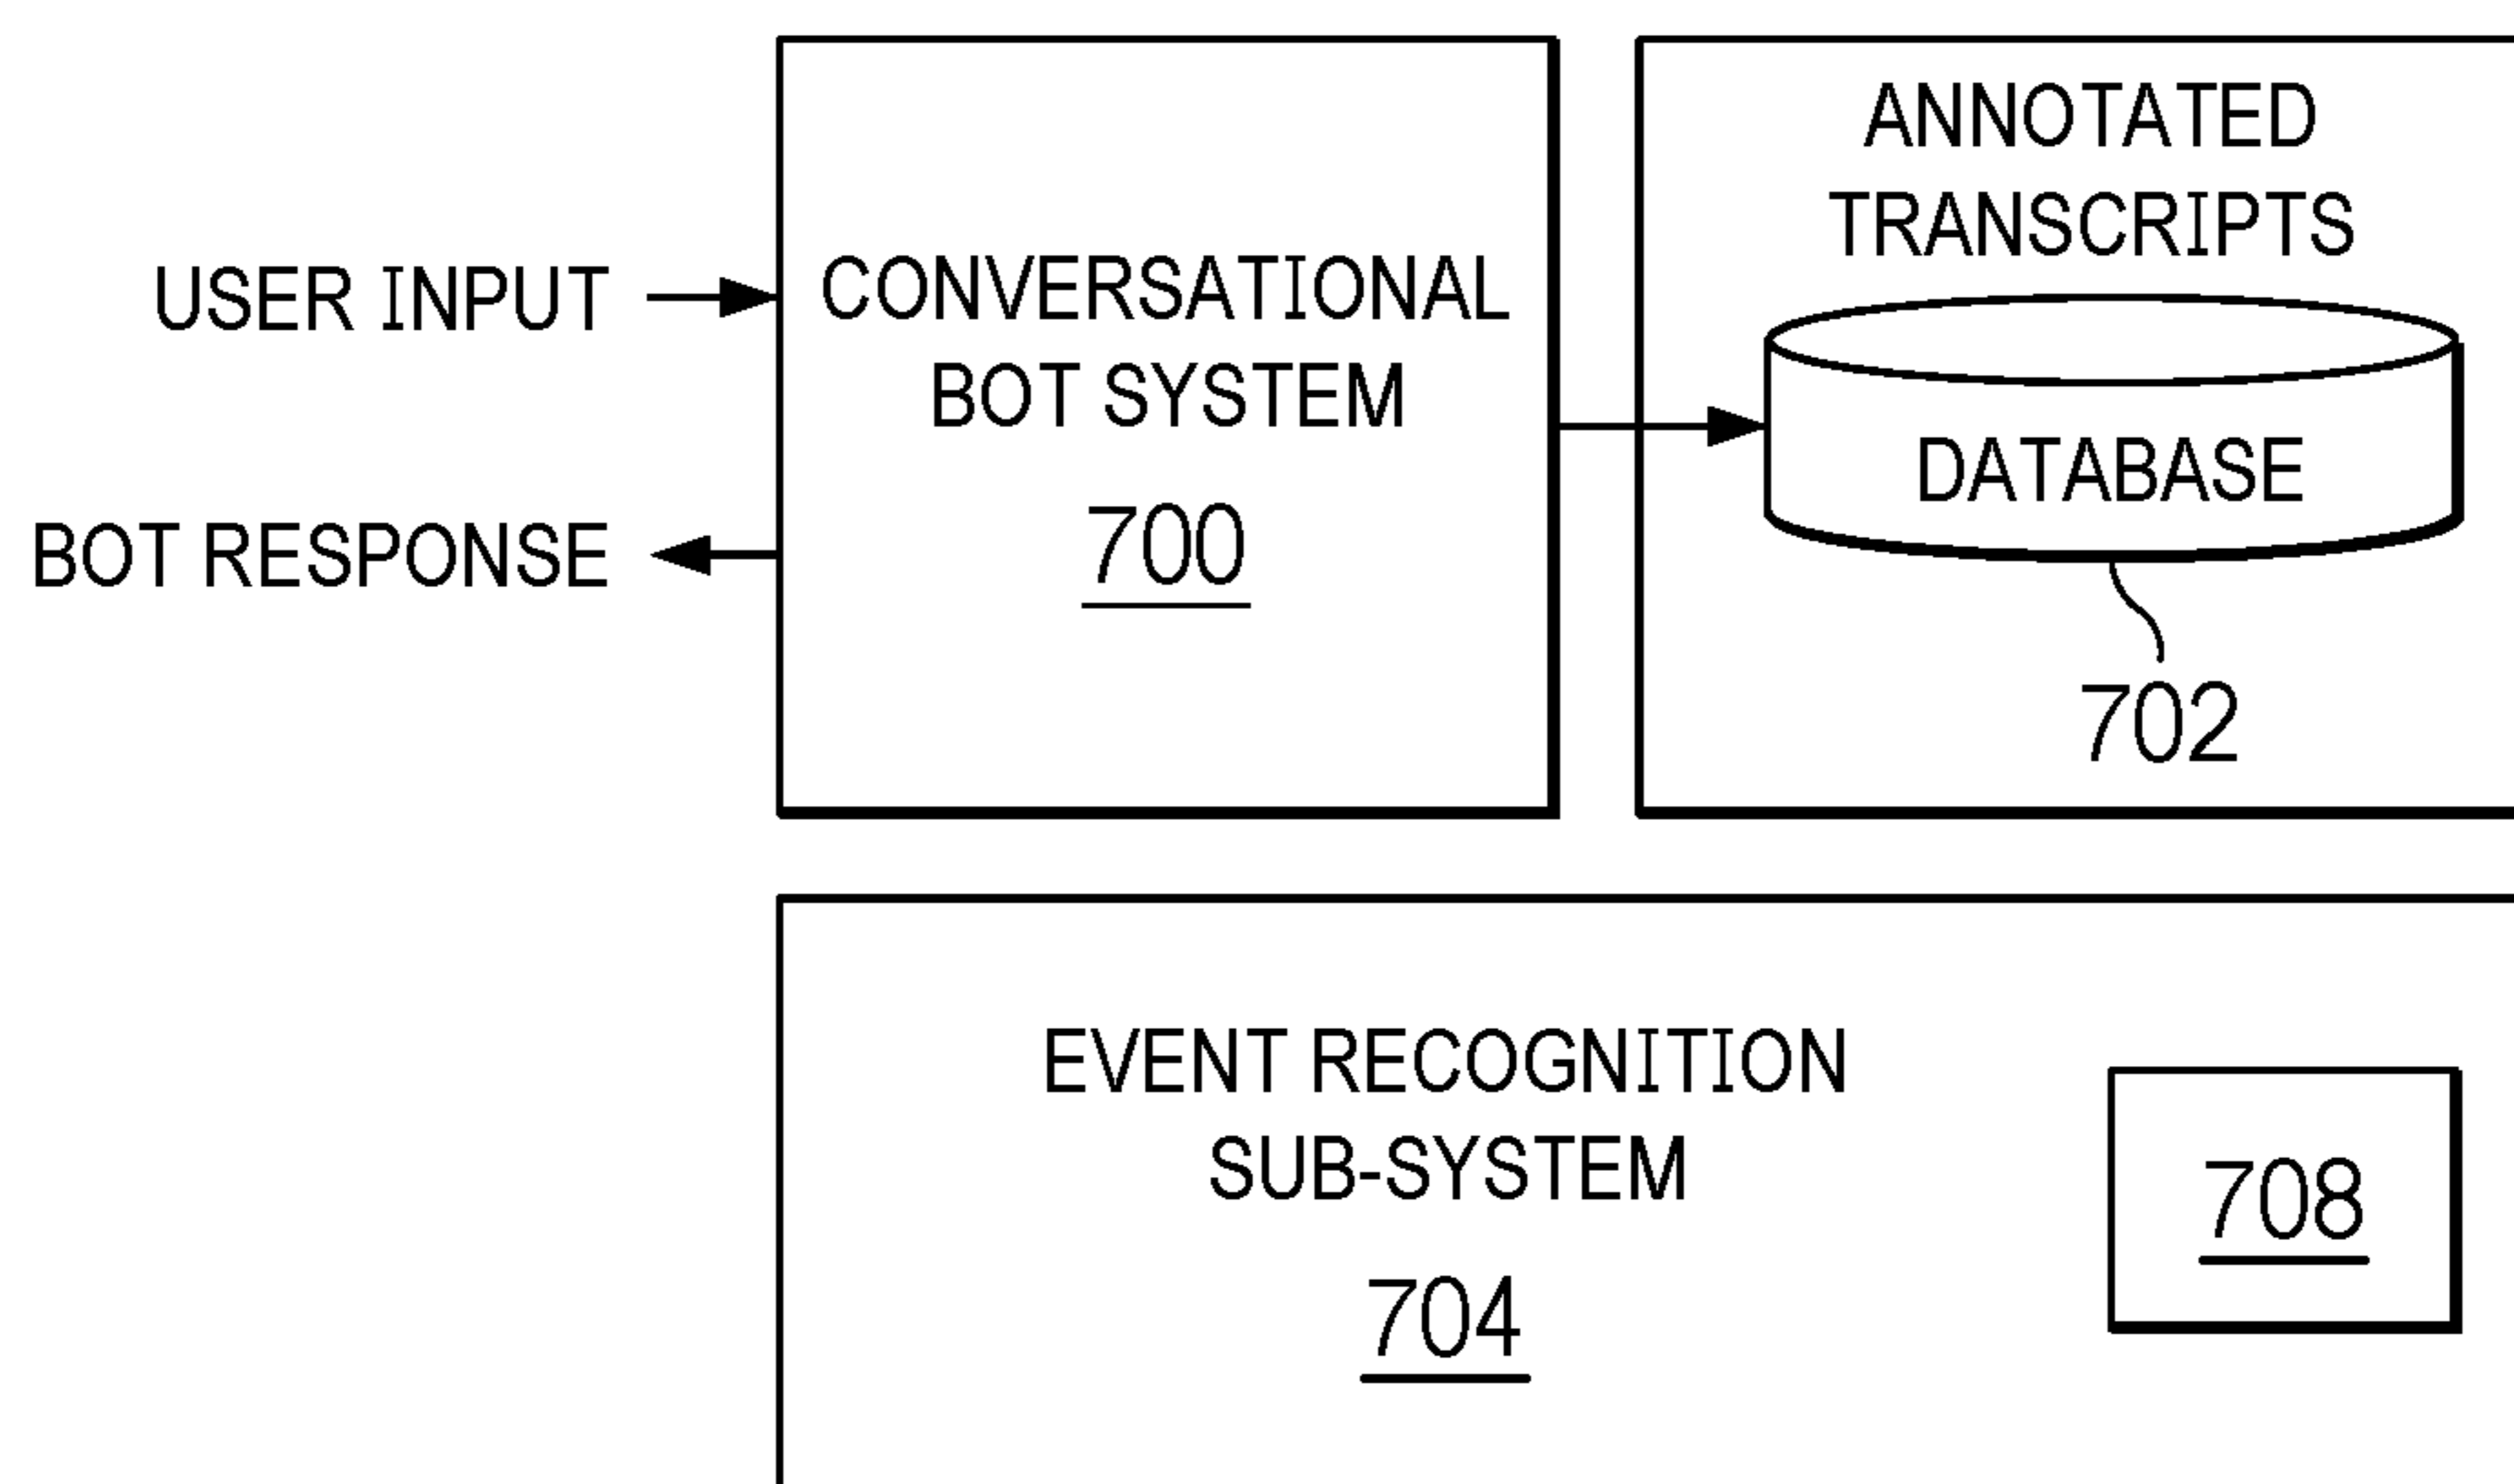 USER INPUT
BOT RESPONSE
CONVERSATIONAL
BOT SYSTEM
700
ANNOTATED
TRANSCRIPTS
DATABASE
702
EVENT RECOGNITION
SUB-SYSTEM
704
708